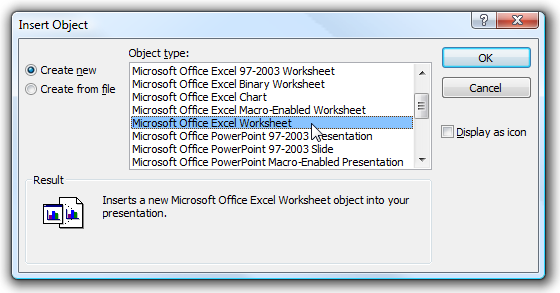 Insert Object
Object type:
Create new
Create from file
Microsoft Office Excel 97-2003 Worksheet
Microsoft Office Excel Binary Worksheet
Microsoft Office Excel Chart
Microsoft Office Excel Macro-Enabled Worksheet
Microsoft Office Excel Worksheet
Microsoft Office PowerPoint 97-2003 Presentation
Microsoft Office PowerPoint 97-2003 Slide
Microsoft Office PowerPoint Macro-Enabled Presentation
OK
Cancel
Display as icon
Result
Inserts a new Microsoft Office Excel Worksheet object into your
presentation.